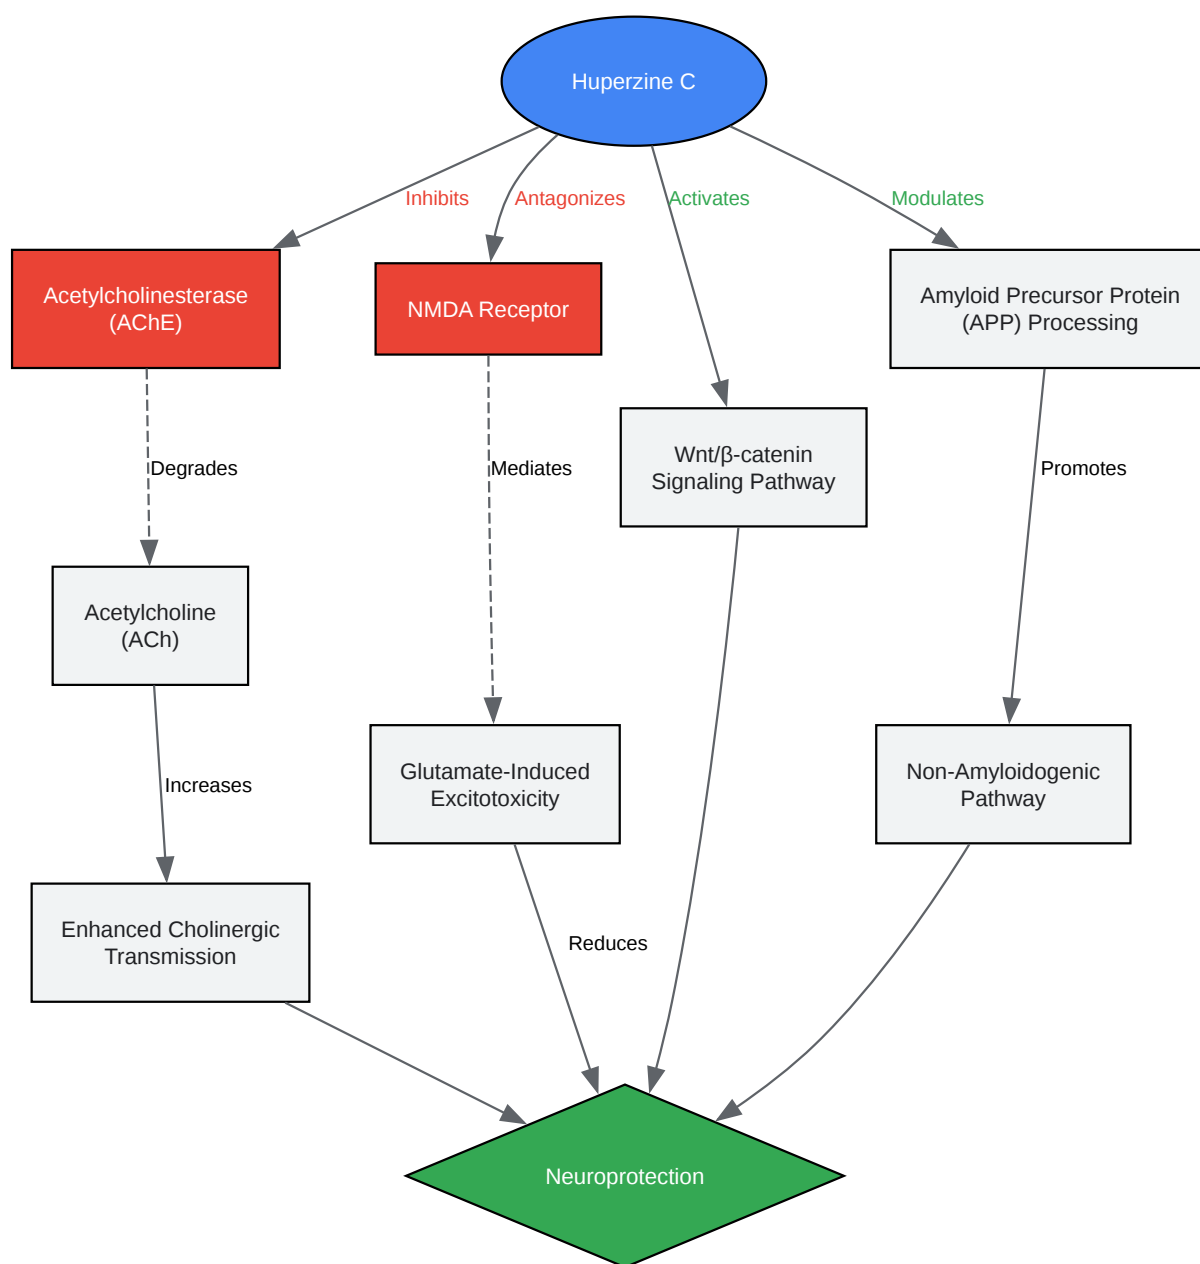 Huperzine C
Inhibits
Antagonizes
Activates
Modulates
Acetylcholinesterase
(AChE)
NMDA Receptor
Amyloid Precursor Protein
(APP) Processing
Wnt/β-catenin
Signaling Pathway
Degrades
Mediates
Promotes
Acetylcholine
(ACh)
Glutamate-Induced
Excitotoxicity
Non-Amyloidogenic
Pathway
Increases
Enhanced Cholinergic
Transmission
Reduces
Neuroprotection